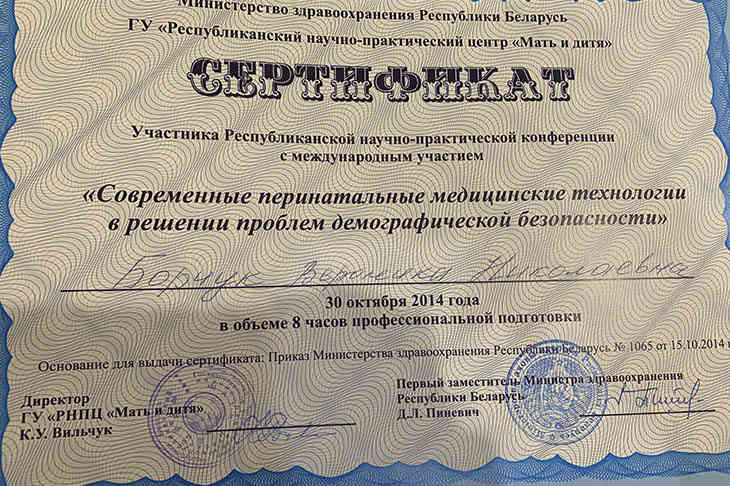 Министерство здравоохранения Республики Беларусь
ГУ «Республиканский научно-практический центр «Мать и дитя»
СЕРТИФИКАТ
Участника Республиканской научно-практической конференции
с международным участием
«Современные перинатальные медицинские технологии
в решении проблем демографической безопасности»
Борчук Вероника Николаевна
30 октября 2014 года
в объеме 8 часов профессиональной подготовки
Основание для выдачи сертификата: Приказ Министерства здравоохранения Республики Беларусь № 1065 от 15.10.2014 г
Директор
ГУ «РНПЦ «Мать и дитя»
К.У. Вильчук
Первый заместитель Министра здравоохранения
Республики Беларусь
Д.Л. Пиневич